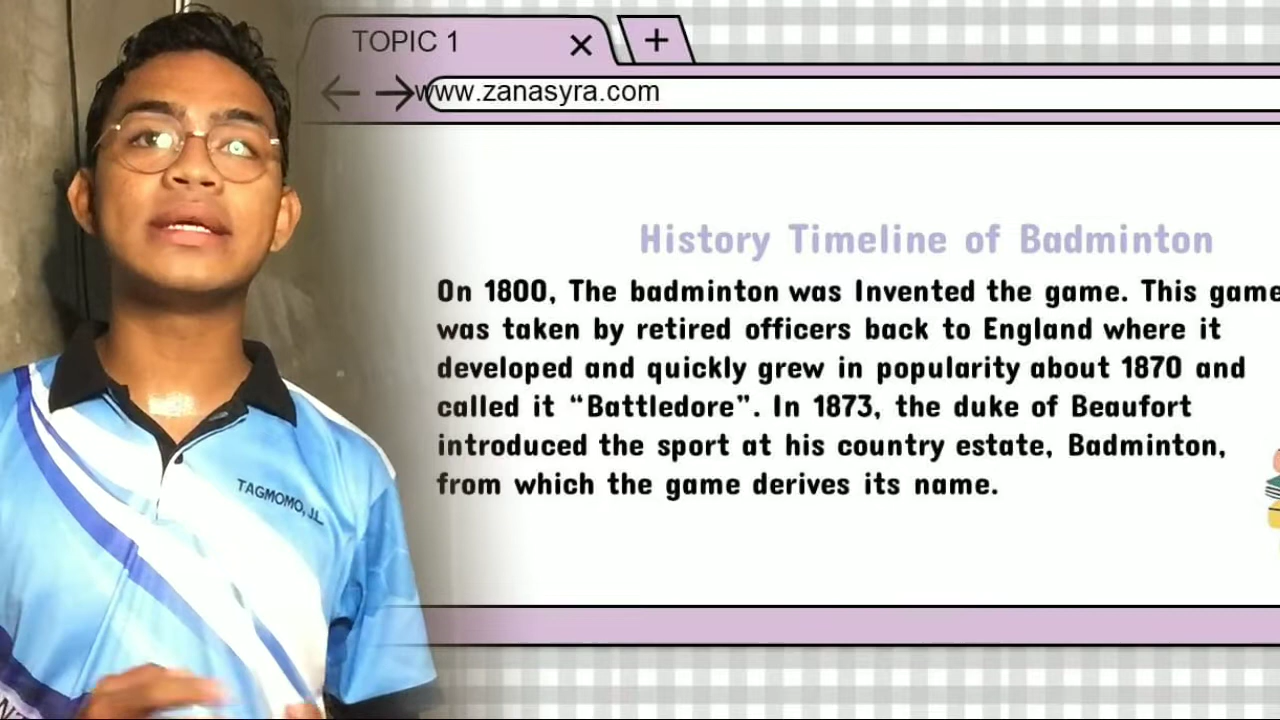 TOPIC 1
www.zanasyra.com
History Timeline of Badminton
On 1800, The badminton was Invented the game. This game
was taken by retired officers back to England where it
developed and quickly grew in popularity about 1870 and
called it “Battledore”. In 1873, the duke of Beaufort
introduced the sport at his country estate, Badminton,
from which the game derives its name.
TAGMOMO, J.L.